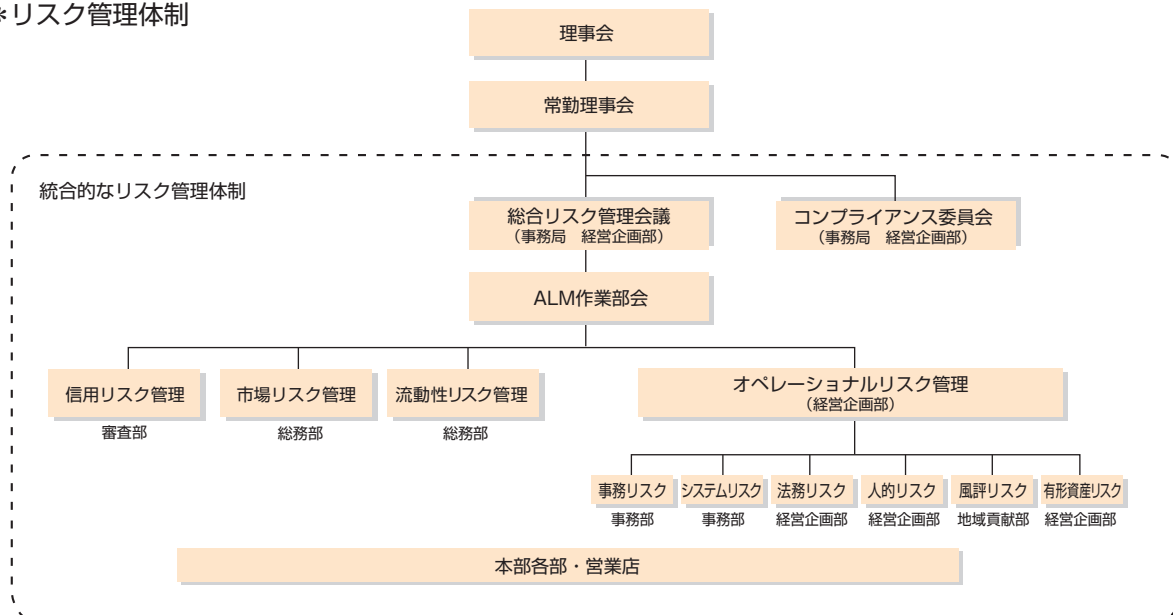 *リスク管理体制
理事会
常勤理事会
統合的なリスク管理体制
総合リスク管理会議
（事務局　経営企画部）
コンプライアンス委員会
（事務局　経営企画部）
ALM作業部会
信用リスク管理
審査部
市場リスク管理
総務部
流動性リスク管理
総務部
オペレーショナルリスク管理
（経営企画部）
事務リスク
事務部
システムリスク
事務部
法務リスク
経営企画部
人的リスク
経営企画部
風評リスク
地域貢献部
有形資産リスク
経営企画部
本部各部・営業店